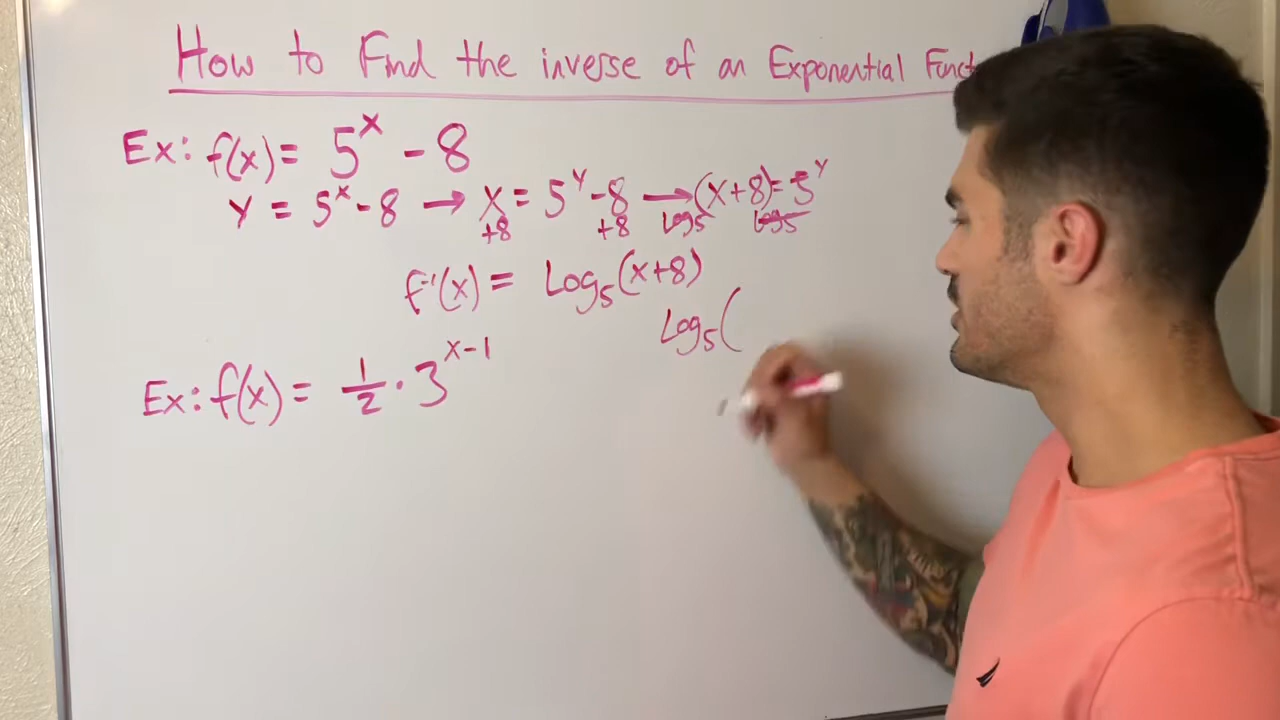 How to Find the inverse of an Exponential Funct
Ex: f(x) = 5^x - 8
y = 5^x - 8 → x = 5^y - 8 → (x+8) = 5^y
+8 +8 Log₅ Log₅
f⁻¹(x) = Log₅(x+8)
Log₅(
Ex: f(x) = 1/2 · 3^(x-1)